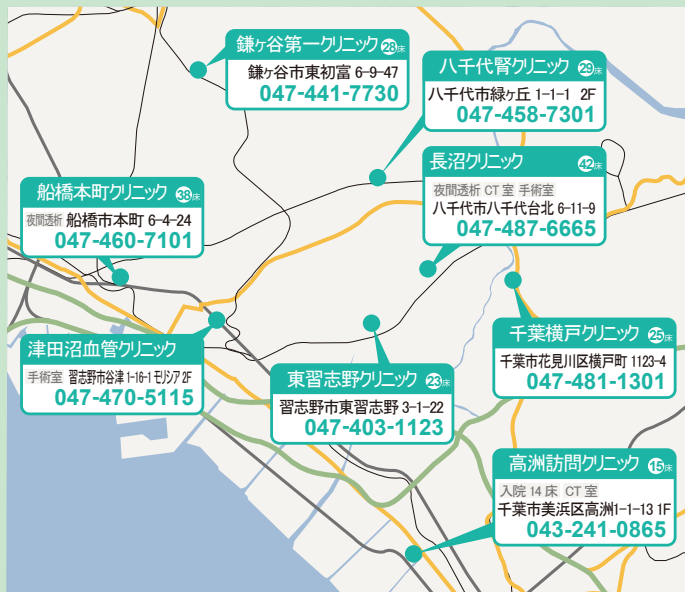 鎌ヶ谷第一クリニック 28床
鎌ケ谷市東初富 6-9-47
047-441-7730
八千代腎クリニック 29床
八千代市緑ヶ丘 1-1-1 2F
047-458-7301
長沼クリニック 42床
夜間透析 CT 室 手術室
八千代市八千代台北 6-11-9
047-487-6665
船橋本町クリニック 38床
夜間透析 船橋市本町 6-4-24
047-460-7101
津田沼血管クリニック
手術室 習志野市谷津 1-16-1 モリシア 2F
047-470-5115
東習志野クリニック 23床
習志野市東習志野 3-1-22
047-403-1123
千葉横戸クリニック 25床
千葉市花見川区横戸町 1123-4
047-481-1301
高洲訪問クリニック 15床
入院 14 床 CT 室
千葉市美浜区高洲1-1-13 1F
043-241-0865